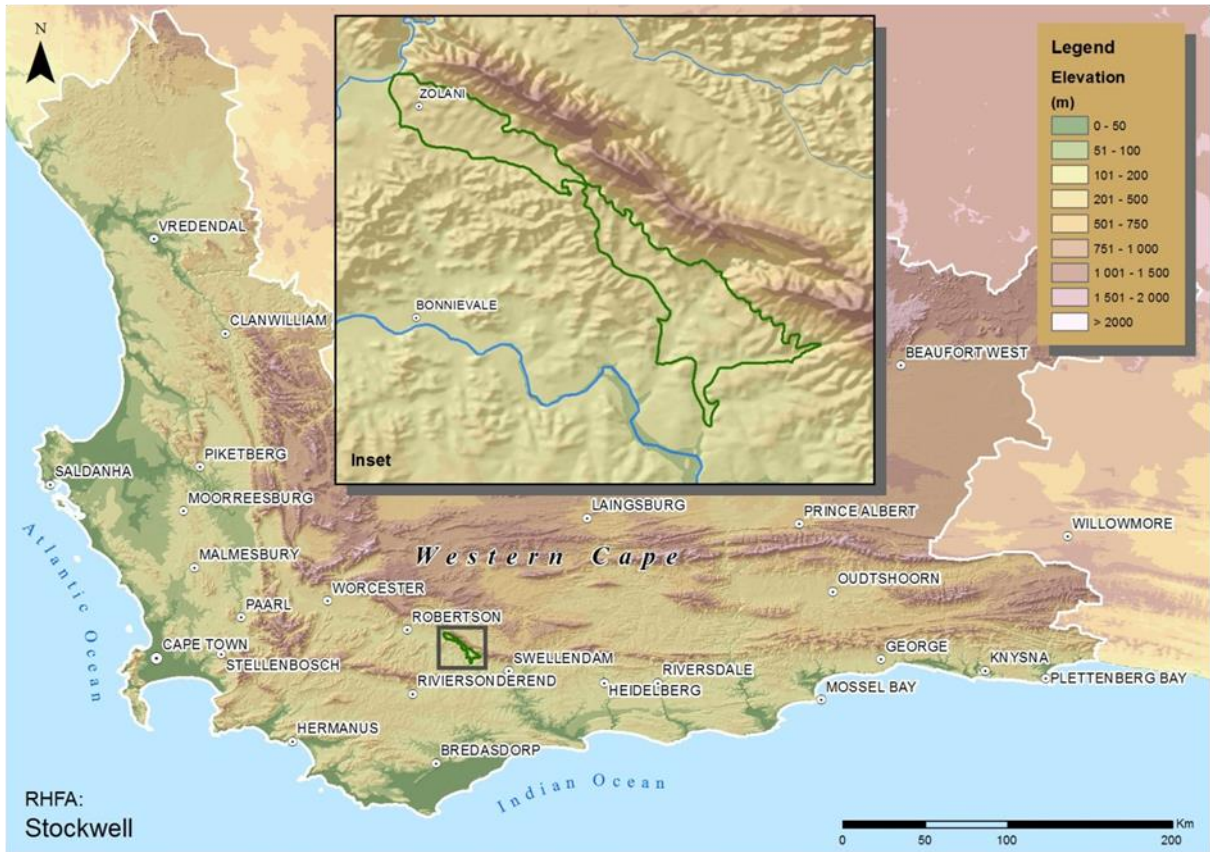 N
Legend
Elevation
(m)
0 - 50
51 - 100
101 - 200
201 - 500
501 - 750
751 - 1 000
1 001 - 1 500
1 501 - 2 000
> 2000
ZOLANI
BONNIEVALE
Inset
VREDENDAL
CLANWILLIAM
BEAUFORT WEST
PIKETBERG
SALDANHA
MOORREESBURG
LAINGSBURG
PRINCE ALBERT
WILLOWMORE
Atlantic Ocean
MALMESBURY
Western Cape
WORCESTER
OUDTSHOORN
PAARL
ROBERTSON
CAPE TOWN
STELLENBOSCH
SWELLENDAM
GEORGE
KNYSNA
RIVIERSONDEREND
HEIDELBERG
RIVERSDALE
PLETTENBERG BAY
MOSSEL BAY
HERMANUS
BREDASDORP
Indian Ocean
RHFA:
Stockwell
Km
0 50 100 200